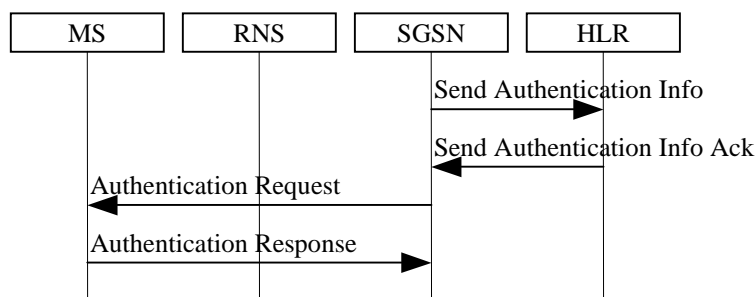 MS RNS SGSN HLR
Send Authentication Info
Send Authentication Info Ack
Authentication Request
Authentication Response